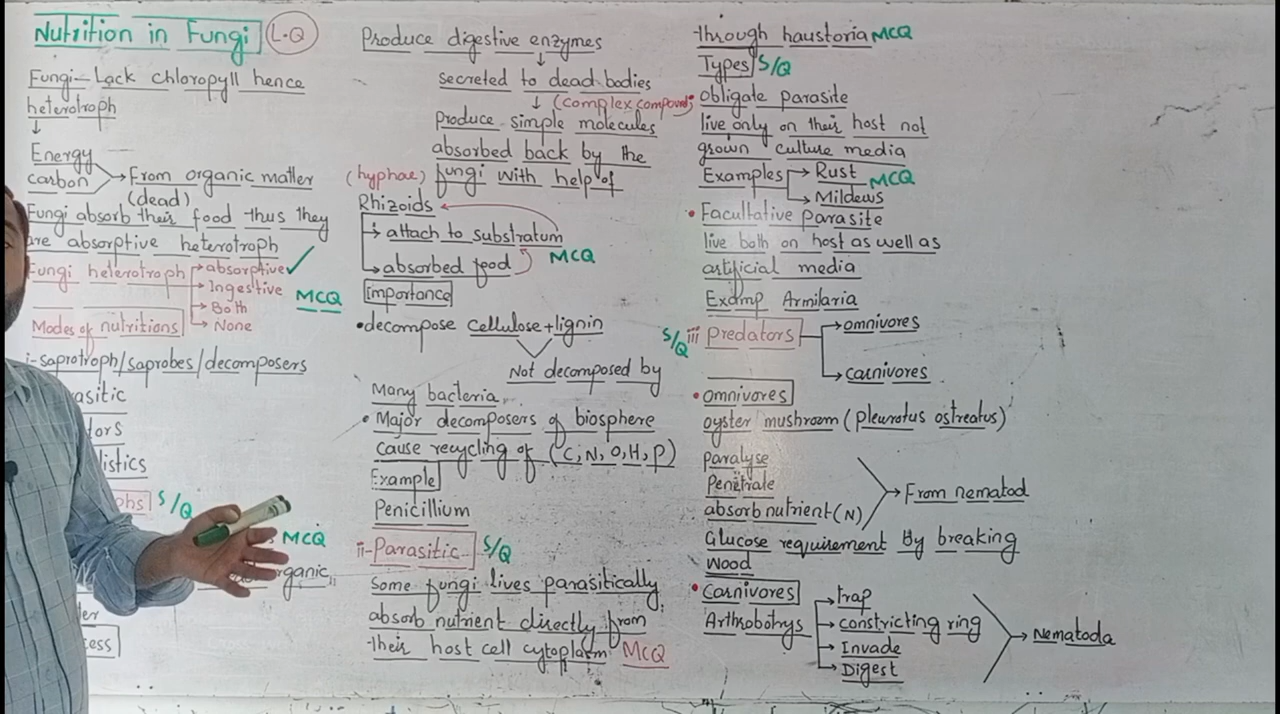 Nutrition in Fungi L.Q
Fungi - Lack chloropyll hence
heterotroph
↓
Energy
carbon → From organic matter
(dead)
Fungi absorb their food thus they
are absorptive heterotroph
Fungi heterotroph → absorptive ✓
→ Ingestive
→ Both
→ None
MCQ
Modes of nutritions
i-saprotroph/saprobes/decomposers
S/Q
MCQ
Produce digestive enzymes
↓
secreted to dead bodies
↓ (complex compound)
produce simple molecules
absorbed back by the
(hyphae) fungi with help of
Rhizoids
→ attach to substratum
→ absorbed food
MCQ
Importance
•decompose cellulose+lignin
Not decomposed by
Many bacteria
• Major decomposers of biosphere
cause recycling of (C, N, O, H, P)
Example
Penicillium
ii-Parasitic S/Q
Some fungi lives parasitically
absorb nutrient directly from
their host cell cytoplasm MCQ
through haustoria MCQ
Types S/Q
• obligate parasite
live only on their host not
grown culture media
Examples → Rust
→ Mildews
MCQ
• Facultative parasite
live both on host as well as
artificial media
Examp Armilaria
S/Q iii predators → omnivores
→ carnivores
• omnivores
oyster mushroom (pleurotus ostreatus)
Paralyse
Penetrate
absorb nutrient (N)
→ From nematod
Glucose requirement By breaking
Wood
• Carnivores
Arthrobotrys
→ trap
→ constricting ring
→ Invade
→ Digest
→ Nematoda